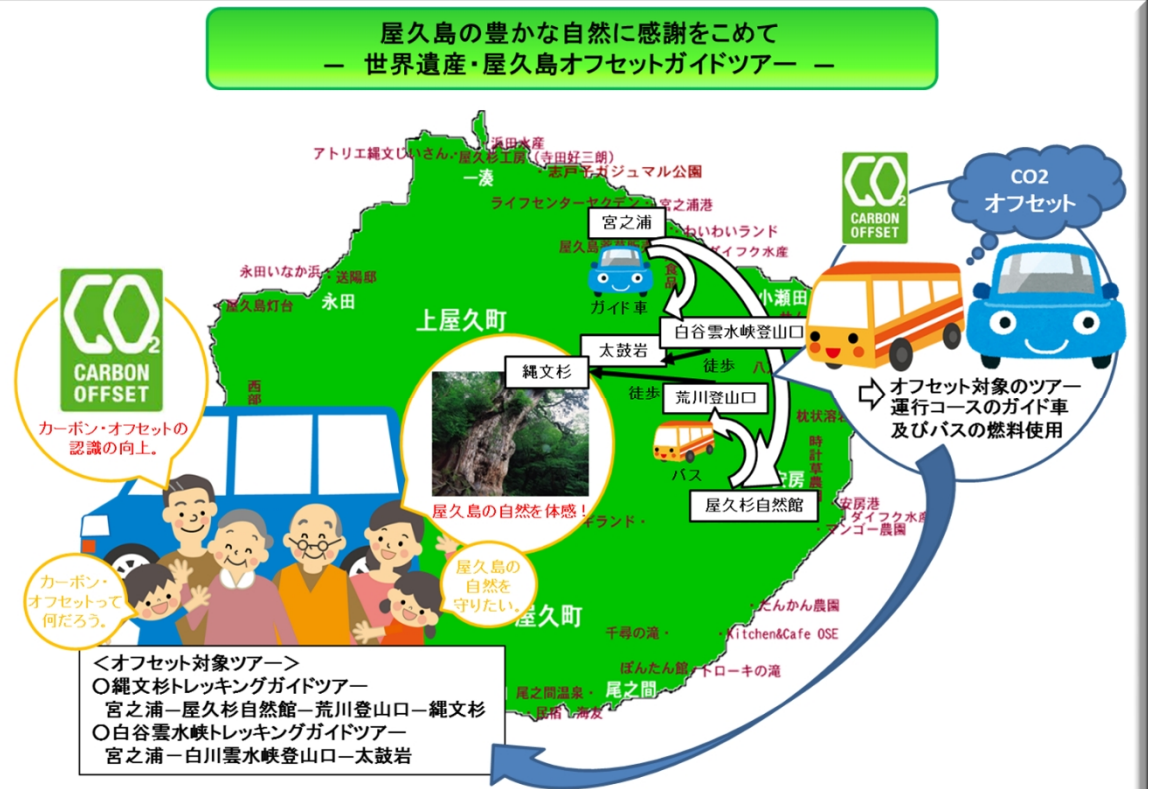 屋久島の豊かな自然に感謝をこめて
― 世界遺産・屋久島オフセットガイドツアー ―
浜田水産
アトリエ縄文じいさん・
・屋久杉工房（寺田好三朗）
一湊
・志戸子ガジュマル公園
ライフセンターヤクデン・
・宮之浦港
宮之浦
・わいわいランド
ダイフク水産
食品
ガイド車
小瀬田
永田いなか浜・
・送陽邸
屋久島灯台
永田
上屋久町
白谷雲水峡登山口
太鼓岩
徒歩
縄文杉
徒歩
荒川登山口
バス
屋久杉自然館
枕状溶岩
時計草農園
安房
・安房港
・ダイフク水産
・マンゴー農園
西部
屋久島の自然を体感！
ギランド・
屋久町
・たんかん農園
千尋の滝・
・Kitchen&Cafe OSE
ぽんたん館・
トローキの滝
尾之間温泉・
尾之間
・民宿 海友
CO2
CARBON
OFFSET
CO2
オフセット
⇨ オフセット対象のツアー
運行コースのガイド車
及びバスの燃料使用
CO2
CARBON
OFFSET
カーボン・オフセットの
認識の向上。
カーボン・
オフセットって
何だろう。
屋久島の
自然を
守りたい。
＜オフセット対象ツアー＞
○縄文杉トレッキングガイドツアー
宮之浦―屋久杉自然館―荒川登山口―縄文杉
○白谷雲水峡トレッキングガイドツアー
宮之浦－白川雲水峡登山口―太鼓岩